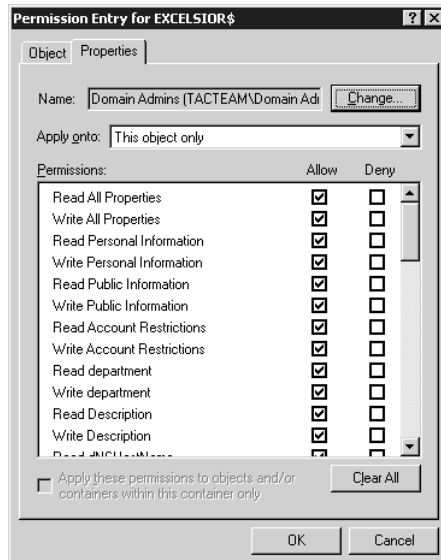 Permission Entry for EXCELSIOR$
Object Properties
Name: Domain Admins (TACTEAM\Domain Adm Change...
Apply onto: This object only
Permissions: Allow Deny
Read All Properties
Write All Properties
Read Personal Information
Write Personal Information
Read Public Information
Write Public Information
Read Account Restrictions
Write Account Restrictions
Read department
Write department
Read Description
Write Description
Read dNSHostName
Apply these permissions to objects and/or
containers within this container only
Clear All
OK Cancel